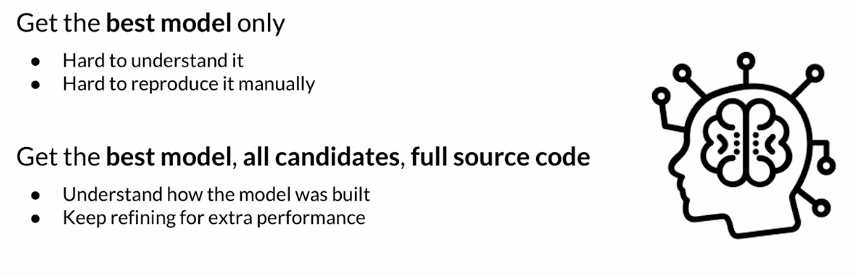 Get the best model only
● Hard to understand it
● Hard to reproduce it manually
Get the best model, all candidates, full source code
● Understand how the model was built
● Keep refining for extra performance